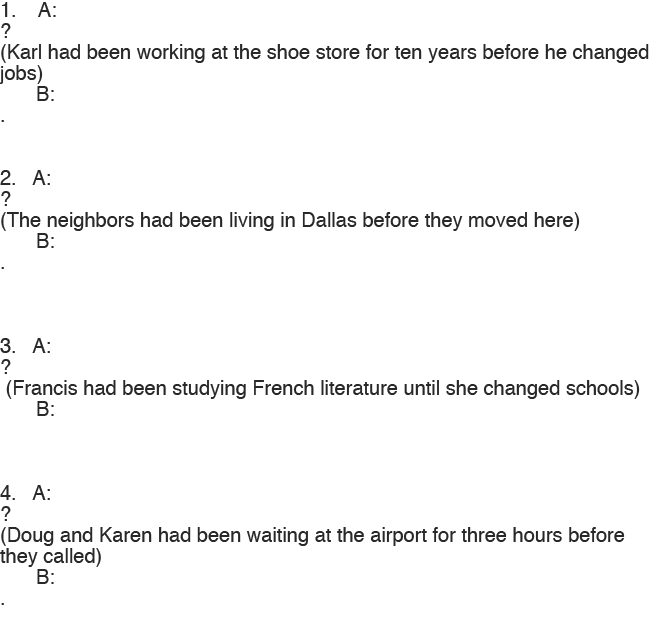 1. A:
?
(Karl had been working at the shoe store for ten years before he changed
jobs)
B:
.
2. A:
?
(The neighbors had been living in Dallas before they moved here)
B:
.
3. A:
?
(Francis had been studying French literature until she changed schools)
B:
4. A:
?
(Doug and Karen had been waiting at the airport for three hours before
they called)
B:
.